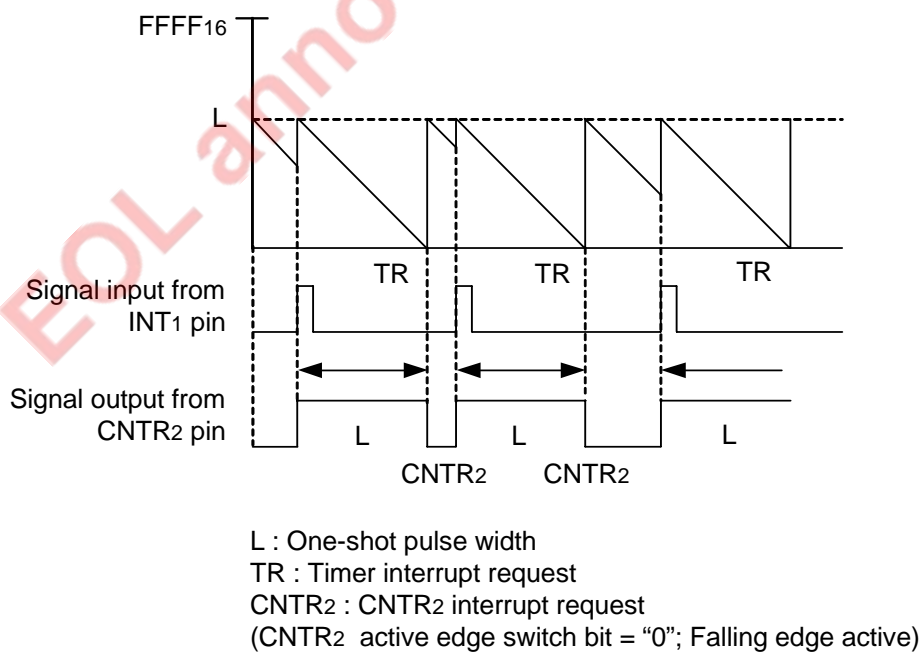 FFFF16
L
EOL anno
TR TR TR
Signal input from
INT1 pin
Signal output from
CNTR2 pin
L L L
CNTR2 CNTR2
L : One-shot pulse width
TR : Timer interrupt request
CNTR2 : CNTR2 interrupt request
(CNTR2 active edge switch bit = “0”; Falling edge active)